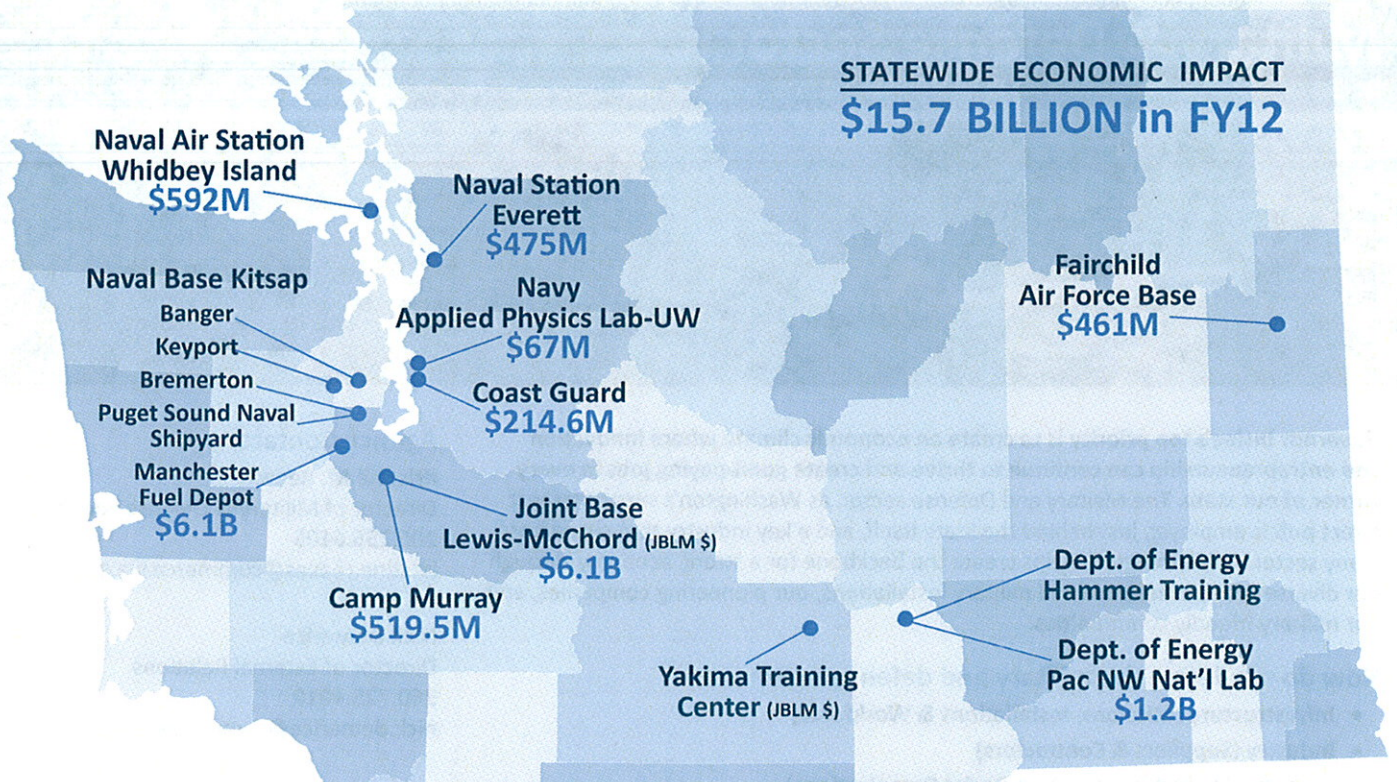 STATEWIDE ECONOMIC IMPACT
$15.7 BILLION in FY12
Naval Air Station
Whidbey Island
$592M
Naval Station
Everett
$475M
Naval Base Kitsap
Banger
Keyport
Bremerton
Puget Sound Naval
Shipyard
Manchester
Fuel Depot
$6.1B
Navy
Applied Physics Lab-UW
$67M
Coast Guard
$214.6M
Fairchild
Air Force Base
$461M
Joint Base
Lewis-McChord (JBLM $)
$6.1B
Camp Murray
$519.5M
Yakima Training
Center (JBLM $)
Dept. of Energy
Hammer Training
Dept. of Energy
Pac NW Nat'l Lab
$1.2B